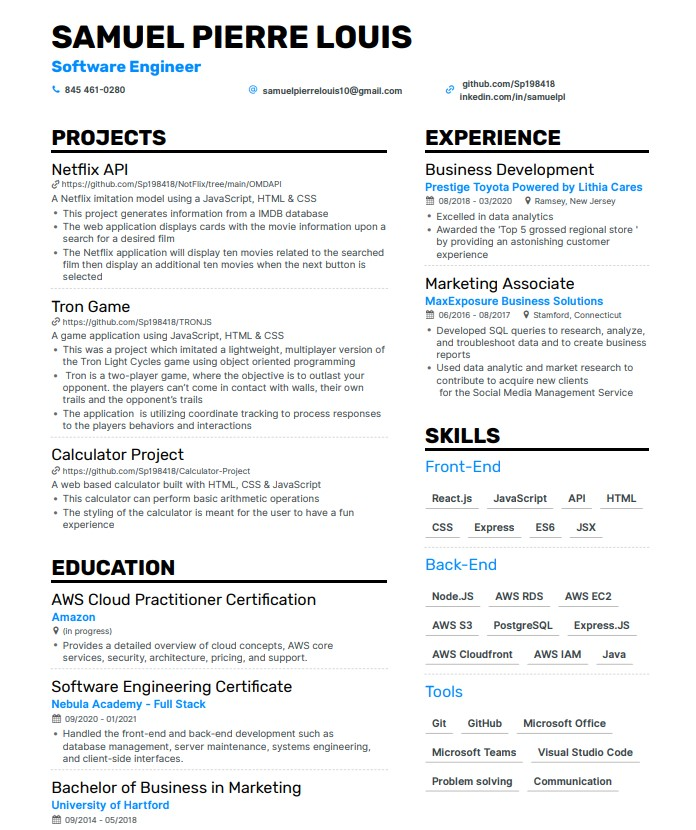 SAMUEL PIERRE LOUIS
Software Engineer
845 461-0280
samuelpierrelouis10@gmail.com
github.com/Sp198418
inkedin.com/in/samuelpl
PROJECTS
Netflix API
https://github.com/Sp198418/NotFlix/tree/main/OMDAPI
A Netflix imitation model using a JavaScript, HTML & CSS
• This project generates information from a IMDB database
• The web application displays cards with the movie information upon a
search for a desired film
• The Netflix application will display ten movies related to the searched
film then display an additional ten movies when the next button is
selected
Tron Game
https://github.com/Sp198418/TRONJS
A game application using JavaScript, HTML & CSS
• This was a project which imitated a lightweight, multiplayer version of
the Tron Light Cycles game using object oriented programming
• Tron is a two-player game, where the objective is to outlast your
opponent. the players can't come in contact with walls, their own
trails and the opponent's trails
• The application is utilizing coordinate tracking to process responses
to the players behaviors and interactions
Calculator Project
https://github.com/Sp198418/Calculator-Project
A web based calculator built with HTML, CSS & JavaScript
• This calculator can perform basic arithmetic operations
• The styling of the calculator is meant for the user to have a fun
experience
EDUCATION
AWS Cloud Practitioner Certification
Amazon
(in progress)
• Provides a detailed overview of cloud concepts, AWS core
services, security, architecture, pricing, and support.
Software Engineering Certificate
Nebula Academy - Full Stack
09/2020 - 01/2021
• Handled the front-end and back-end development such as
database management, server maintenance, systems engineering,
and client-side interfaces.
Bachelor of Business in Marketing
University of Hartford
09/2014 - 05/2018
EXPERIENCE
Business Development
Prestige Toyota Powered by Lithia Cares
08/2018 - 03/2020 Ramsey, New Jersey
• Excelled in data analytics
• Awarded the 'Top 5 grossed regional store '
by providing an astonishing customer
experience
Marketing Associate
MaxExposure Business Solutions
06/2016 - 08/2017 Stamford, Connecticut
• Developed SQL queries to research, analyze,
and troubleshoot data and to create business
reports
• Used data analytic and market research to
contribute to acquire new clients
for the Social Media Management Service
SKILLS
Front-End
React.js JavaScript API HTML
CSS Express ES6 JSX
Back-End
Node.JS AWS RDS AWS EC2
AWS S3 PostgreSQL Express.JS
AWS Cloudfront AWS IAM Java
Tools
Git GitHub Microsoft Office
Microsoft Teams Visual Studio Code
Problem solving Communication